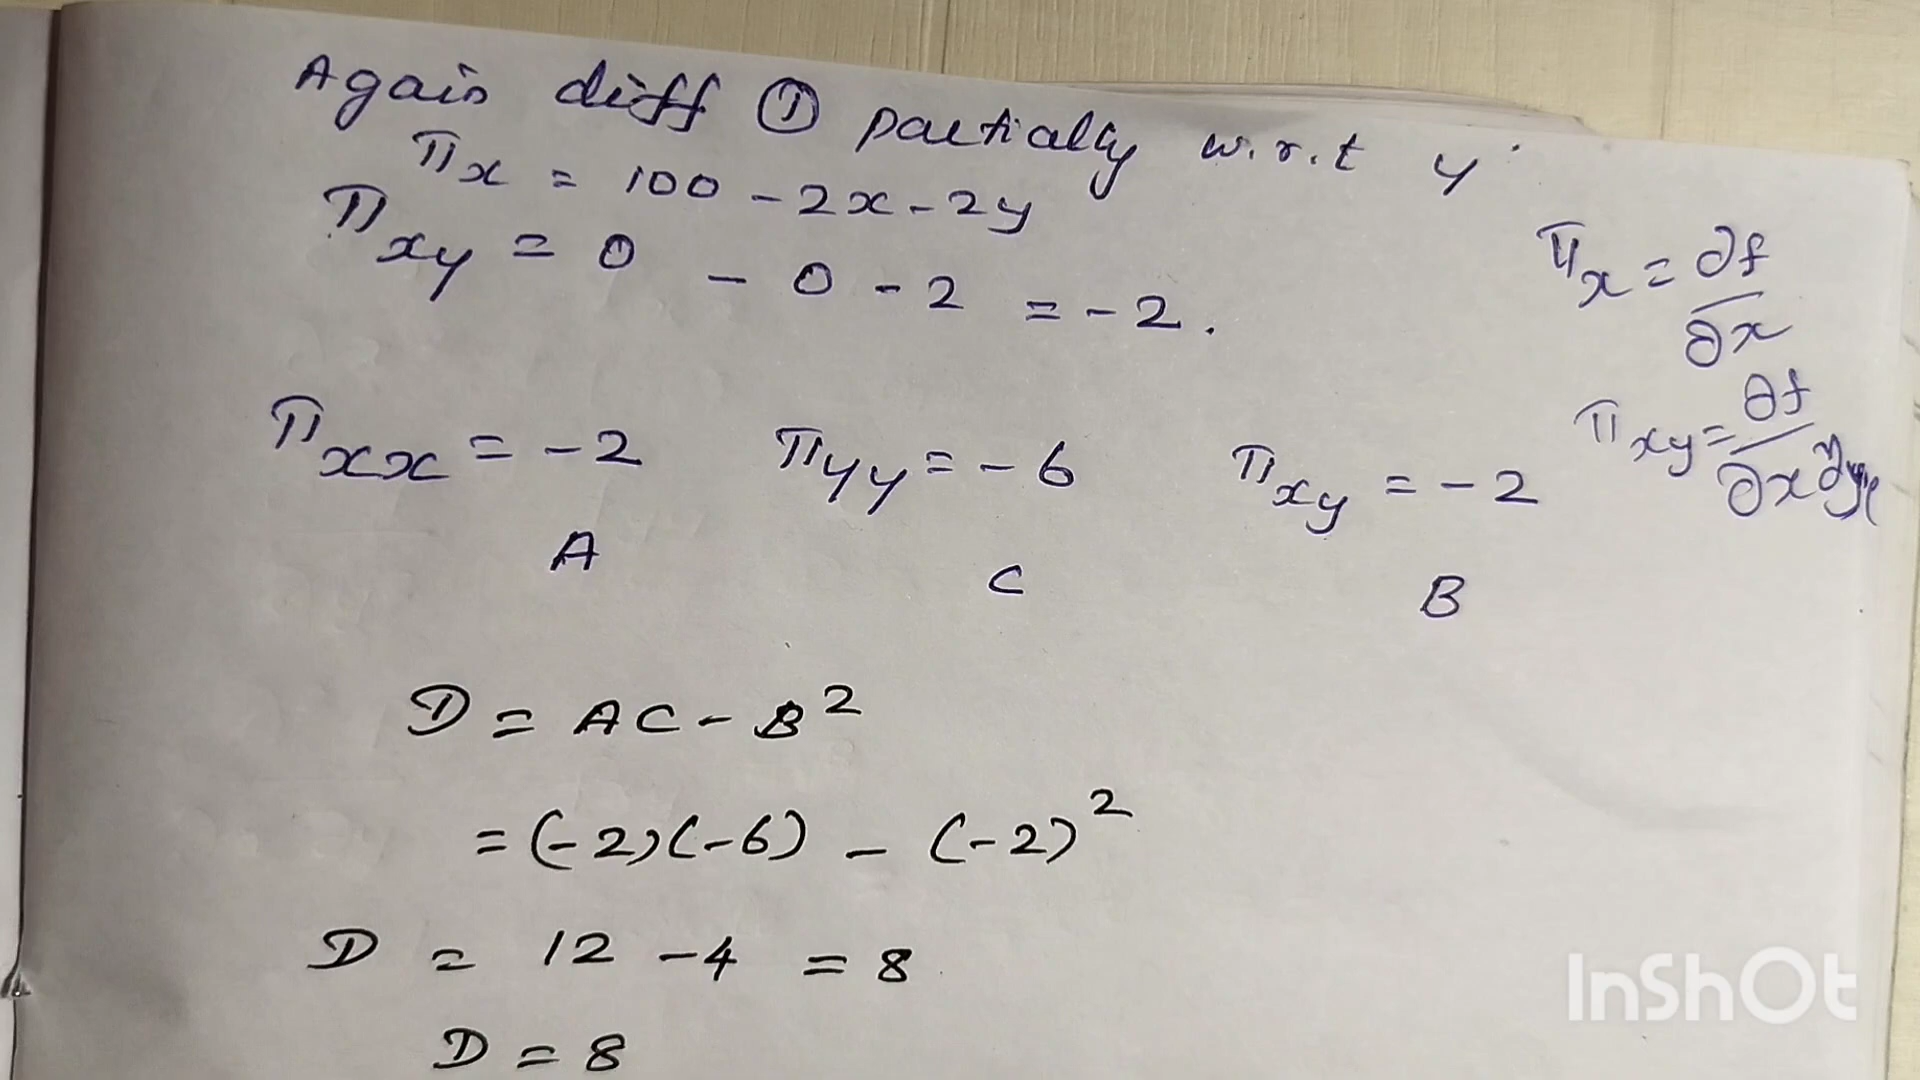 Again diff ① partially w.r.t y.
πx = 100 - 2x - 2y
πxy = 0 - 0 - 2 = -2.
πx = ∂f/∂x
πxy = ∂f/∂x∂y
πxx = -2 πyy = -6 πxy = -2
A C B
D = AC - B²
= (-2)(-6) - (-2)²
D = 12 - 4 = 8
D = 8
InShOt